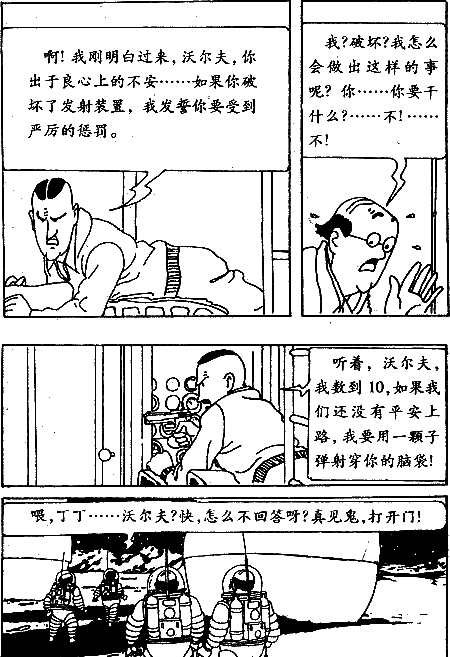 啊！我刚明白过来，沃尔夫，你
出于良心上的不安……如果你破
坏了发射装置，我发誓你要受到
严厉的惩罚。
我？破坏？我怎么
会做出这样的事
呢？你……你要干
什么？……不！……
不！
听着，沃尔夫，
我数到10，如果我
们还没有平安上
路，我要用一颗子
弹射穿你的脑袋！
喂，丁丁……沃尔夫？快，怎么不回答呀？真见鬼，打开门！